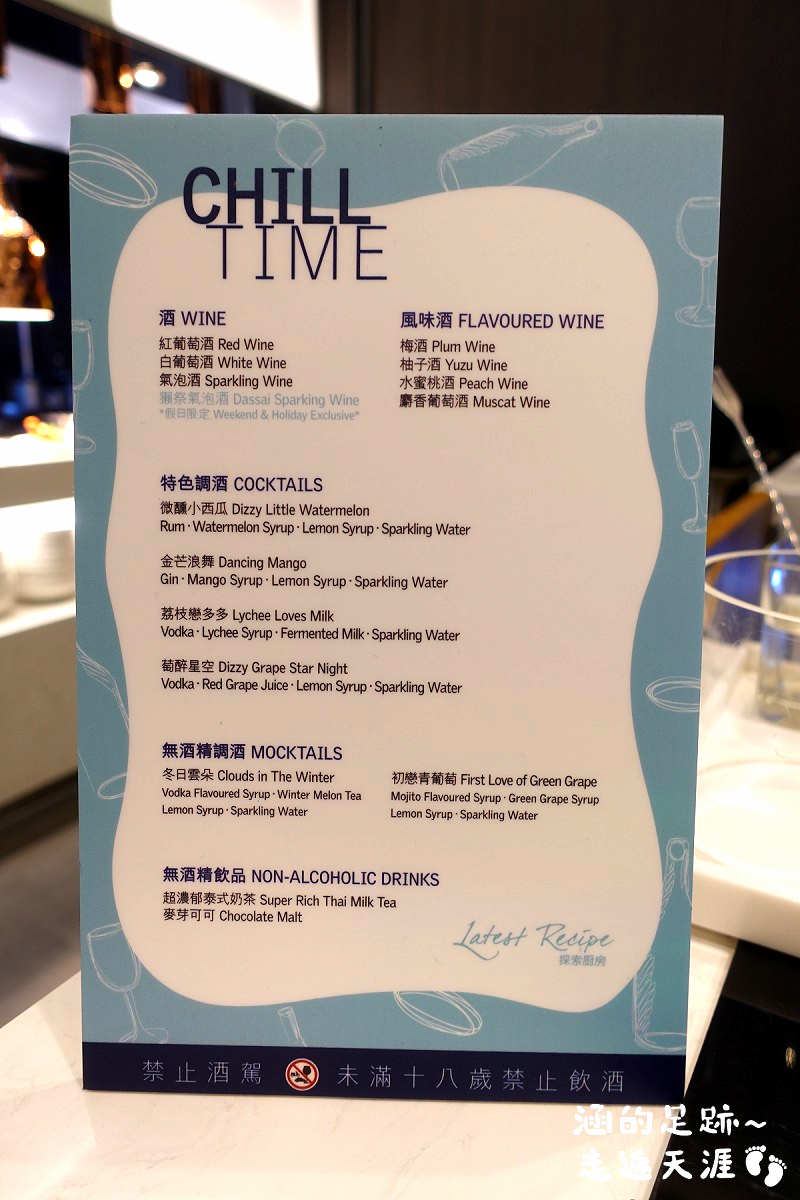 CHILL
TIME
酒 WINE
紅葡萄酒 Red Wine
白葡萄酒 White Wine
氣泡酒 Sparkling Wine
獺祭氣泡酒 Dassai Sparking Wine
*假日限定 Weekend & Holiday Exclusive*
風味酒 FLAVOURED WINE
梅酒 Plum Wine
柚子酒 Yuzu Wine
水蜜桃酒 Peach Wine
麝香葡萄酒 Muscat Wine
特色調酒 COCKTAILS
微醺小西瓜 Dizzy Little Watermelon
Rum · Watermelon Syrup · Lemon Syrup · Sparkling Water
金芒浪舞 Dancing Mango
Gin · Mango Syrup · Lemon Syrup · Sparkling Water
荔枝戀多多 Lychee Loves Milk
Vodka · Lychee Syrup · Fermented Milk · Sparkling Water
萄醉星空 Dizzy Grape Star Night
Vodka · Red Grape Juice · Lemon Syrup · Sparkling Water
無酒精調酒 MOCKTAILS
冬日雲朵 Clouds in The Winter
Vodka Flavoured Syrup · Winter Melon Tea
Lemon Syrup · Sparkling Water
初戀青葡萄 First Love of Green Grape
Mojito Flavoured Syrup · Green Grape Syrup
Lemon Syrup · Sparkling Water
無酒精飲品 NON-ALCOHOLIC DRINKS
超濃郁泰式奶茶 Super Rich Thai Milk Tea
麥芽可可 Chocolate Malt
Latest Recipe
探索廚房
禁止酒駕 未滿十八歲禁止飲酒
涵的足跡~
走遍天涯